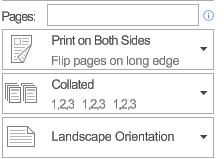 Pages:
Print on Both Sides
Flip pages on long edge
Collated
1,2,3 1,2,3 1,2,3
Landscape Orientation